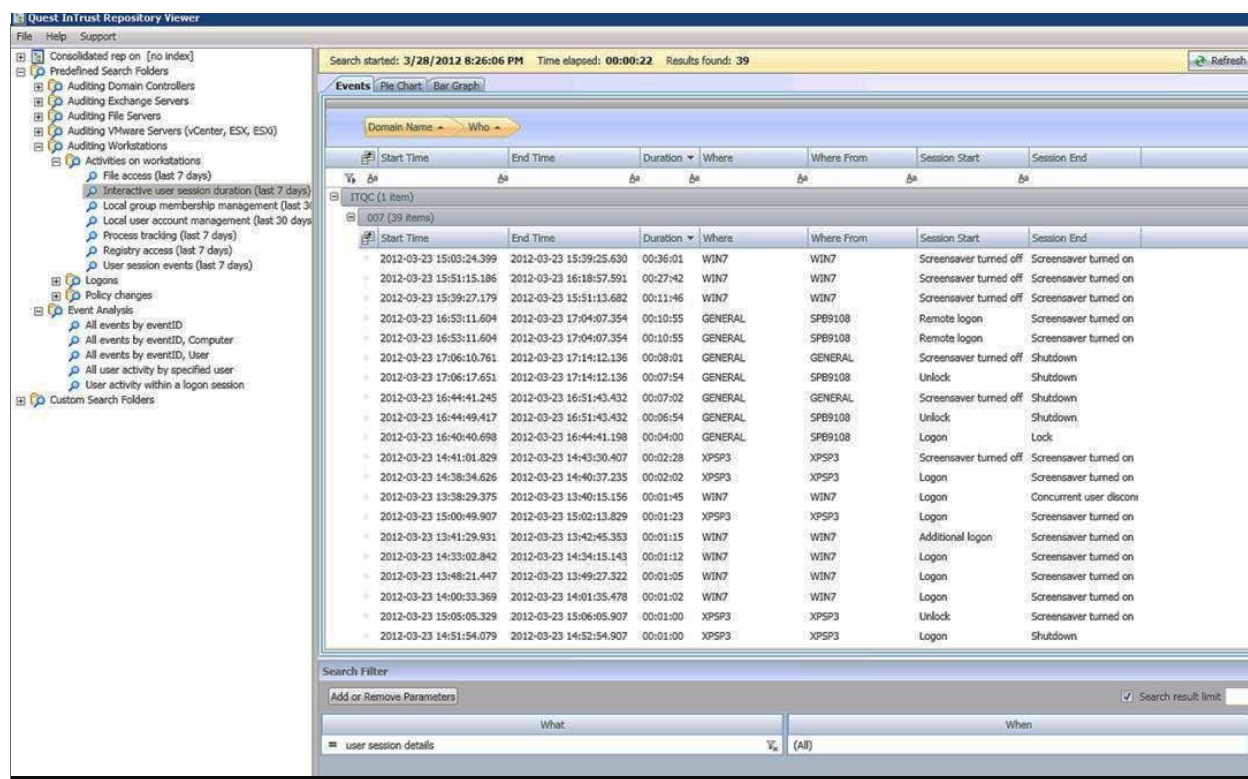 Quest InTrust Repository Viewer
File Help Support
Consolidated rep on [no index]
Predefined Search Folders
Auditing Domain Controllers
Auditing Exchange Servers
Auditing File Servers
Auditing VMware Servers (vCenter, ESX, ESXi)
Auditing Workstations
Activities on workstations
File access (last 7 days)
Interactive user session duration (last 7 days)
Local group membership management (last 30
Local user account management (last 30 days
Process tracking (last 7 days)
Registry access (last 7 days)
User session events (last 7 days)
Logons
Policy changes
Event Analysis
All events by eventID
All events by eventID, Computer
All events by eventID, User
All user activity by specified user
User activity within a logon session
Custom Search Folders
Search started: 3/28/2012 8:26:06 PM Time elapsed: 00:00:22 Results found: 39
Refresh
Events Pie Chart Bar Graph
Domain Name Who
Start Time End Time Duration Where Where From Session Start Session End
ITQC (1 item)
007 (39 items)
Start Time End Time Duration Where Where From Session Start Session End
2012-03-23 15:03:24.399 2012-03-23 15:39:25.630 00:36:01 WIN7 WIN7 Screensaver turned off Screensaver turned on
2012-03-23 15:51:15.186 2012-03-23 16:18:57.591 00:27:42 WIN7 WIN7 Screensaver turned off Screensaver turned on
2012-03-23 15:39:27.179 2012-03-23 15:51:13.682 00:11:46 WIN7 WIN7 Screensaver turned off Screensaver turned on
2012-03-23 16:53:11.604 2012-03-23 17:04:07.354 00:10:55 GENERAL SPB9108 Remote logon Screensaver turned on
2012-03-23 16:53:11.604 2012-03-23 17:04:07.354 00:10:55 GENERAL SPB9108 Remote logon Screensaver turned on
2012-03-23 17:06:10.761 2012-03-23 17:14:12.136 00:08:01 GENERAL GENERAL Screensaver turned off Shutdown
2012-03-23 17:06:17.651 2012-03-23 17:14:12.136 00:07:54 GENERAL SPB9108 Unlock Shutdown
2012-03-23 16:44:41.245 2012-03-23 16:51:43.432 00:07:02 GENERAL GENERAL Screensaver turned off Shutdown
2012-03-23 16:44:49.417 2012-03-23 16:51:43.432 00:06:54 GENERAL SPB9108 Unlock Shutdown
2012-03-23 16:40:40.698 2012-03-23 16:44:41.198 00:04:00 GENERAL SPB9108 Logon Lock
2012-03-23 14:41:01.829 2012-03-23 14:43:30.407 00:02:28 XPSP3 XPSP3 Screensaver turned off Screensaver turned on
2012-03-23 14:38:34.626 2012-03-23 14:40:37.235 00:02:02 XPSP3 XPSP3 Logon Screensaver turned on
2012-03-23 13:38:29.375 2012-03-23 13:40:15.156 00:01:45 WIN7 WIN7 Logon Concurrent user disconn
2012-03-23 15:00:49.907 2012-03-23 15:02:13.829 00:01:23 XPSP3 XPSP3 Logon Screensaver turned on
2012-03-23 13:41:29.931 2012-03-23 13:42:45.353 00:01:15 WIN7 WIN7 Additional logon Screensaver turned on
2012-03-23 14:33:02.842 2012-03-23 14:34:15.143 00:01:12 WIN7 WIN7 Logon Screensaver turned on
2012-03-23 13:48:21.447 2012-03-23 13:49:27.322 00:01:05 WIN7 WIN7 Logon Screensaver turned on
2012-03-23 14:00:33.369 2012-03-23 14:01:35.478 00:01:02 WIN7 WIN7 Logon Screensaver turned on
2012-03-23 15:05:05.329 2012-03-23 15:06:05.907 00:01:00 XPSP3 XPSP3 Unlock Screensaver turned on
2012-03-23 14:51:54.079 2012-03-23 14:52:54.907 00:01:00 XPSP3 XPSP3 Logon Shutdown
Search Filter
Add or Remove Parameters
Search result limit
What When
= user session details (All)